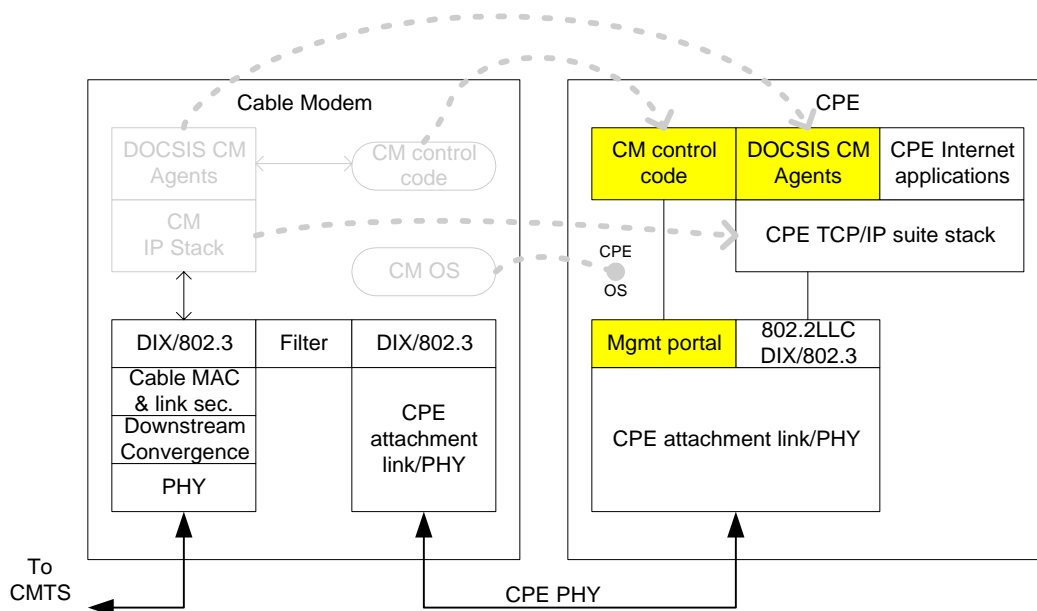 Cable Modem
DOCSIS CM
Agents
CM control
code
CM
IP Stack
CM OS
DIX/802.3
Filter
DIX/802.3
Cable MAC
& link sec.
Downstream
Convergence
PHY
CPE
attachment
link/PHY
CPE
CM control
code
DOCSIS CM
Agents
CPE Internet
applications
CPE TCP/IP suite stack
CPE
OS
Mgmt portal
802.2LLC
DIX/802.3
CPE attachment link/PHY
To
CMTS
CPE PHY